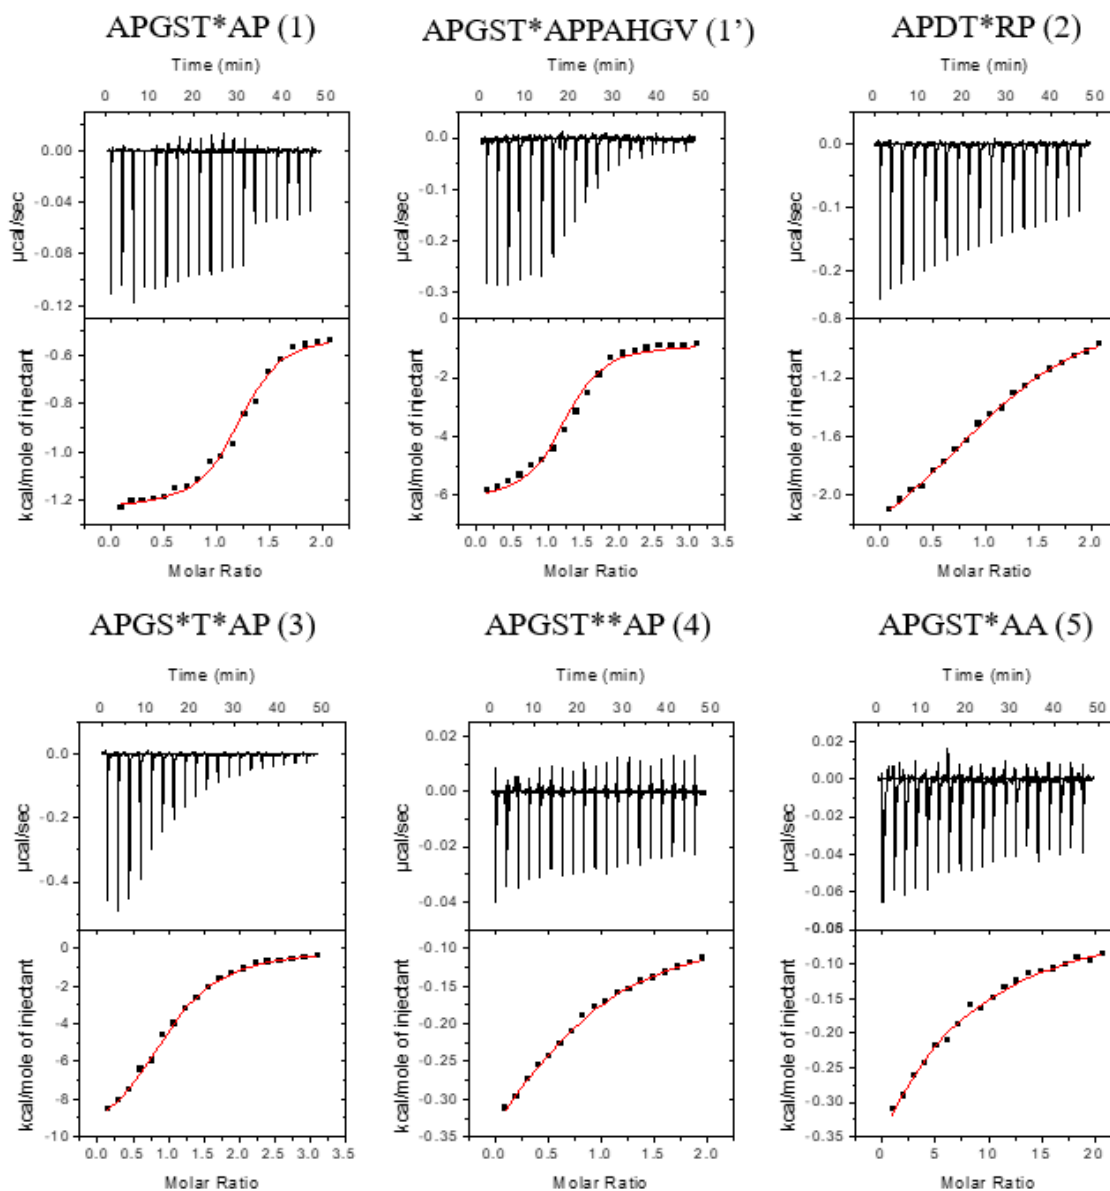 APGST*AP (1)
Time (min)
0 10 20 30 40 50
0.00
-0.04
-0.08
-0.12
µcal/sec
-0.6
-0.8
-1.0
-1.2
kcal/mole of injectant
0.0 0.5 1.0 1.5 2.0
Molar Ratio
APGST*APPAHGV (1’)
Time (min)
0 10 20 30 40 50
0.0
-0.1
-0.2
-0.3
µcal/sec
0
-2
-4
-6
kcal/mole of injectant
0.0 0.5 1.0 1.5 2.0 2.5 3.0 3.5
Molar Ratio
APDT*RP (2)
Time (min)
0 10 20 30 40 50
0.0
-0.1
-0.2
µcal/sec
-0.8
-1.2
-1.6
-2.0
kcal/mole of injectant
0.0 0.5 1.0 1.5 2.0
Molar Ratio
APGS*T*AP (3)
Time (min)
0 10 20 30 40 50
0.0
-0.2
-0.4
µcal/sec
0
-2
-4
-6
-8
-10
kcal/mole of injectant
0.0 0.5 1.0 1.5 2.0 2.5 3.0 3.5
Molar Ratio
APGST**AP (4)
Time (min)
0 10 20 30 40 50
0.02
0.00
-0.02
-0.04
µcal/sec
-0.10
-0.15
-0.20
-0.25
-0.30
-0.35
kcal/mole of injectant
0.0 0.5 1.0 1.5 2.0
Molar Ratio
APGST*AA (5)
Time (min)
0 10 20 30 40 50
0.02
0.00
-0.02
-0.04
-0.06
µcal/sec
-0.10
-0.15
-0.20
-0.25
-0.30
-0.35
kcal/mole of injectant
0 5 10 15 20
Molar Ratio